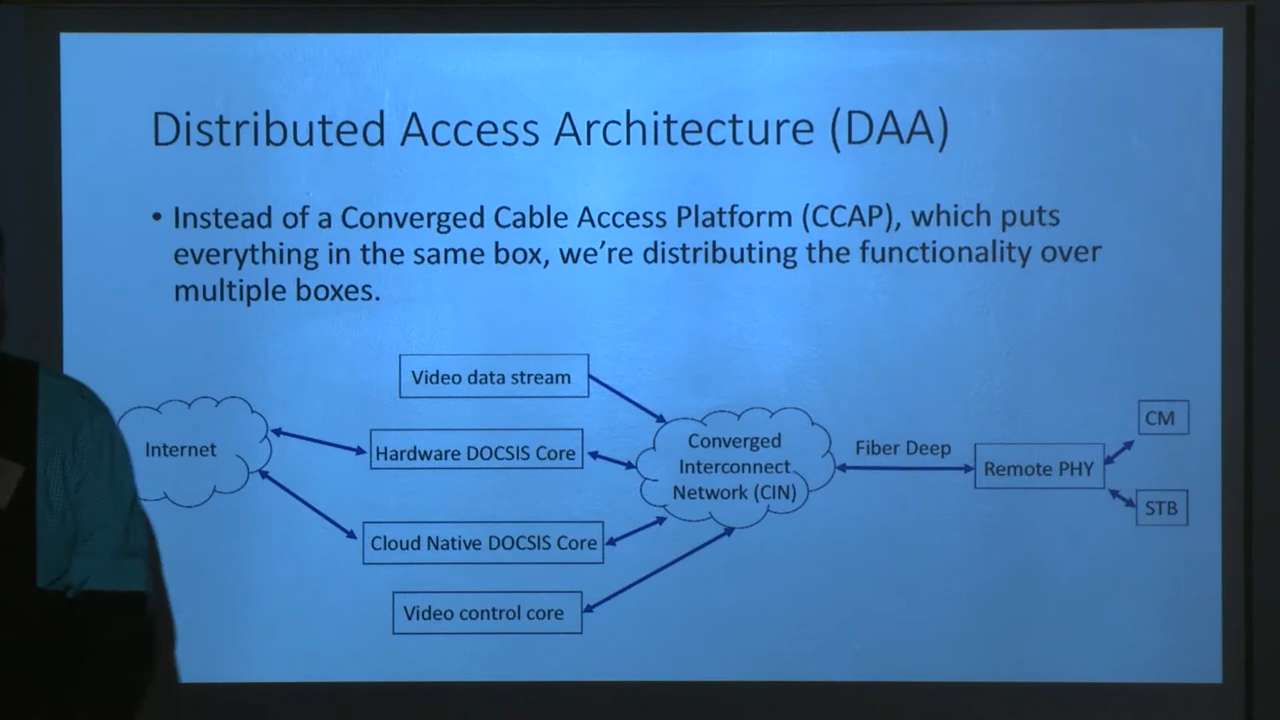 Distributed Access Architecture (DAA)
• Instead of a Converged Cable Access Platform (CCAP), which puts
everything in the same box, we’re distributing the functionality over
multiple boxes.
Video data stream
Internet
Hardware DOCSIS Core
Cloud Native DOCSIS Core
Video control core
Converged
Interconnect
Network (CIN)
Fiber Deep
Remote PHY
CM
STB